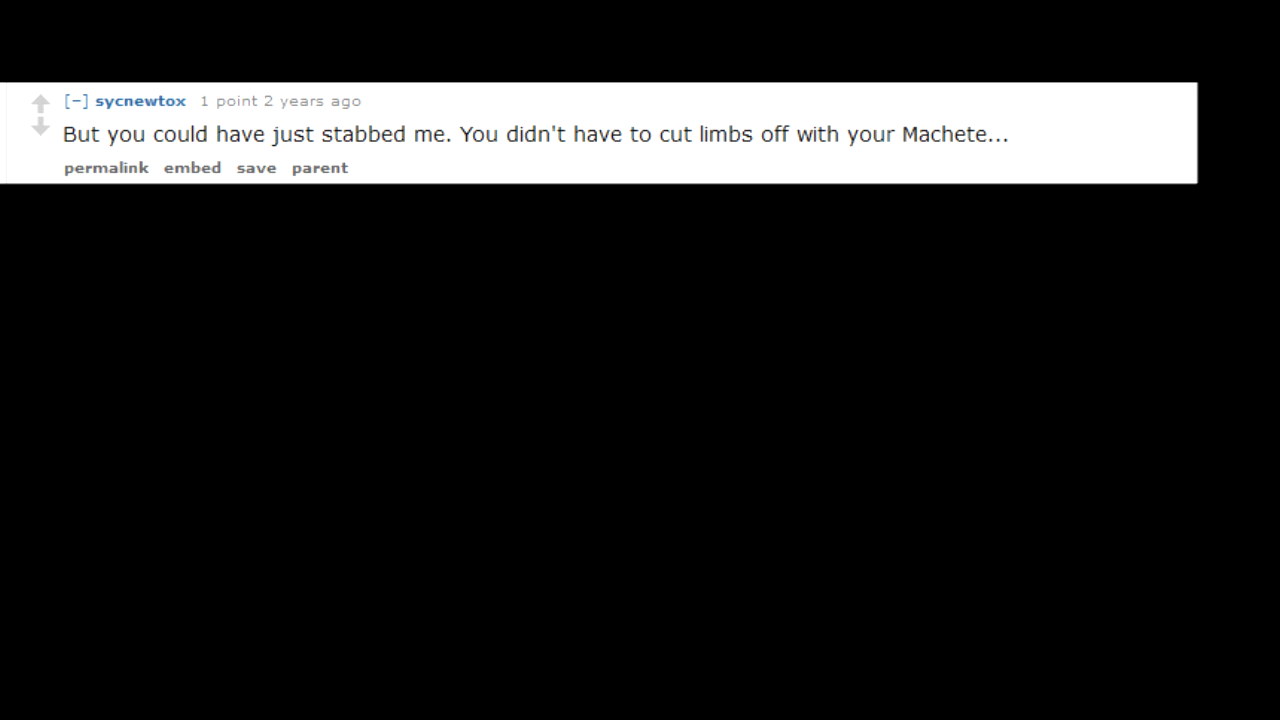 [−] sycnewtox 1 point 2 years ago
But you could have just stabbed me. You didn't have to cut limbs off with your Machete...
permalink embed save parent